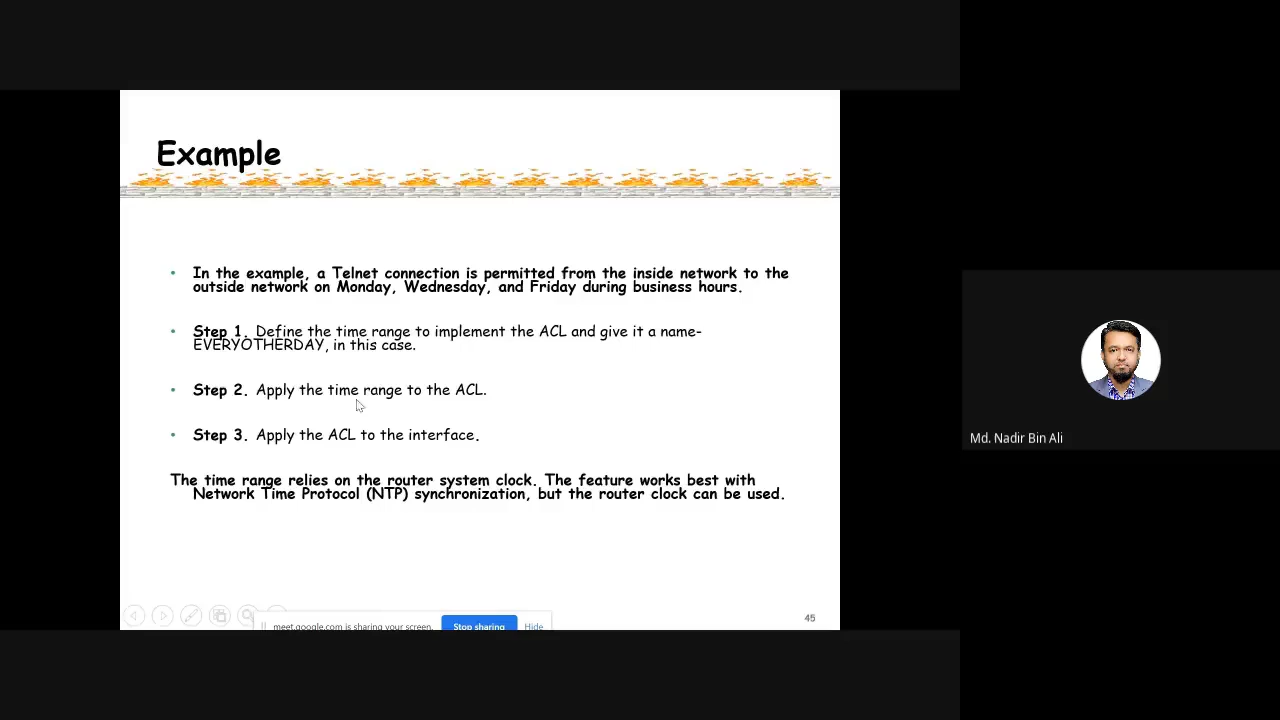 Example
• In the example, a Telnet connection is permitted from the inside network to the
outside network on Monday, Wednesday, and Friday during business hours.
• Step 1. Define the time range to implement the ACL and give it a name-
EVERYOTHERDAY, in this case.
• Step 2. Apply the time range to the ACL.
• Step 3. Apply the ACL to the interface.
The time range relies on the router system clock. The feature works best with
Network Time Protocol (NTP) synchronization, but the router clock can be used.
45
meet.google.com is sharing your screen. Stop sharing Hide
Md. Nadir Bin Ali